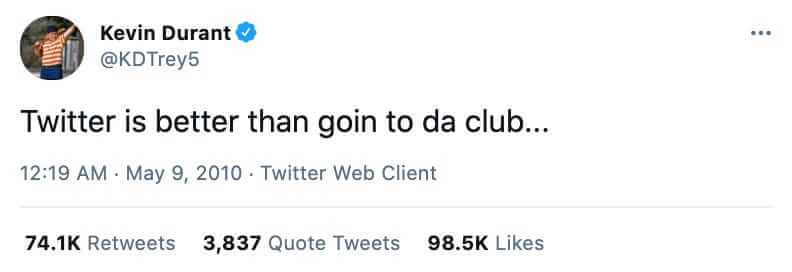 Kevin Durant
@KDTrey5
Twitter is better than goin to da club...
12:19 AM · May 9, 2010 · Twitter Web Client
74.1K Retweets 3,837 Quote Tweets 98.5K Likes